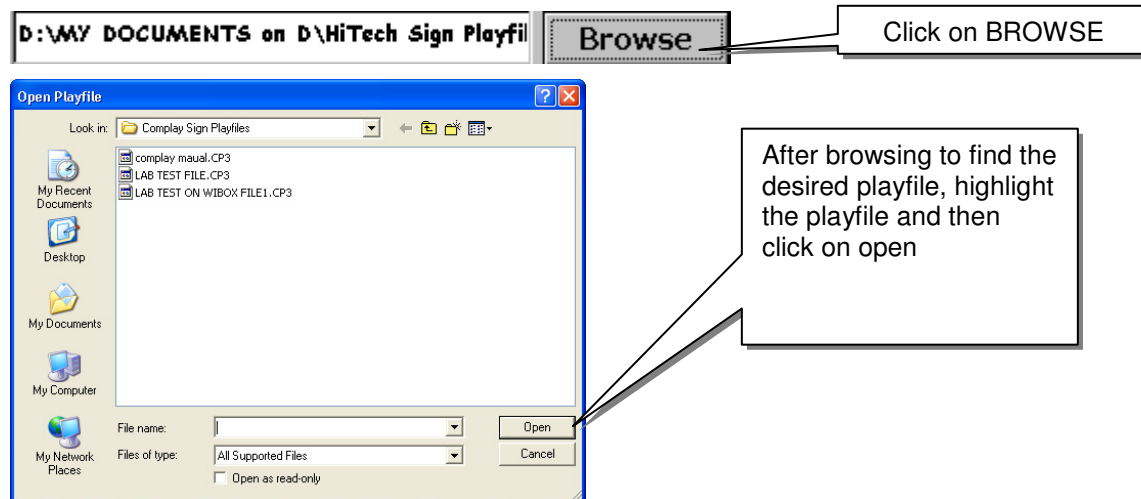 D:\MY DOCUMENTS on D\HiTech Sign Playfil
Browse
Click on BROWSE
Open Playfile
Look in:
Complay Sign Playfiles
complay maual.CP3
LAB TEST FILE.CP3
LAB TEST ON WIBOX FILE1.CP3
My Recent
Documents
Desktop
My Documents
My Computer
My Network
Places
File name:
Open
Files of type:
All Supported Files
Cancel
Open as read-only
After browsing to find the
desired playfile, highlight
the playfile and then
click on open